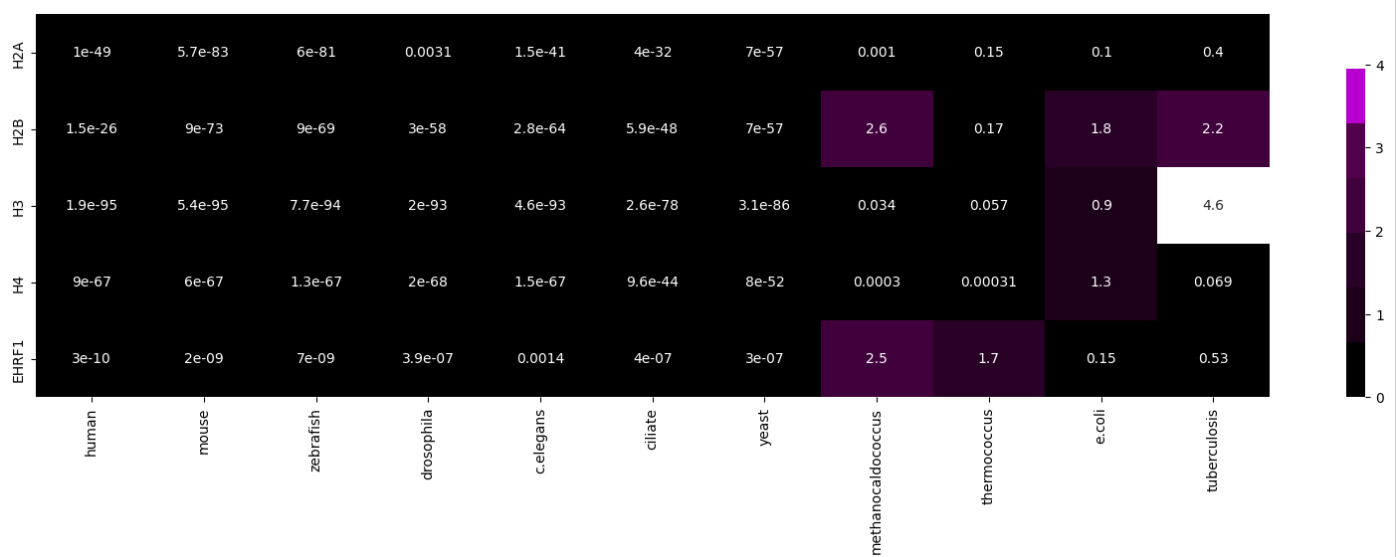 H2A 1e-49 5.7e-83 6e-81 0.0031 1.5e-41 4e-32 7e-57 0.001 0.15 0.1 0.4
H2B 1.5e-26 9e-73 9e-69 3e-58 2.8e-64 5.9e-48 7e-57 2.6 0.17 1.8 2.2
H3 1.9e-95 5.4e-95 7.7e-94 2e-93 4.6e-93 2.6e-78 3.1e-86 0.034 0.057 0.9 4.6
H4 9e-67 6e-67 1.3e-67 2e-68 1.5e-67 9.6e-44 8e-52 0.0003 0.00031 1.3 0.069
EHRF1 3e-10 2e-09 7e-09 3.9e-07 0.0014 4e-07 3e-07 2.5 1.7 0.15 0.53
human mouse zebrafish drosophila c.elegans ciliate yeast methanocaldococcus thermococcus e.coli tuberculosis
4
3
2
1
0